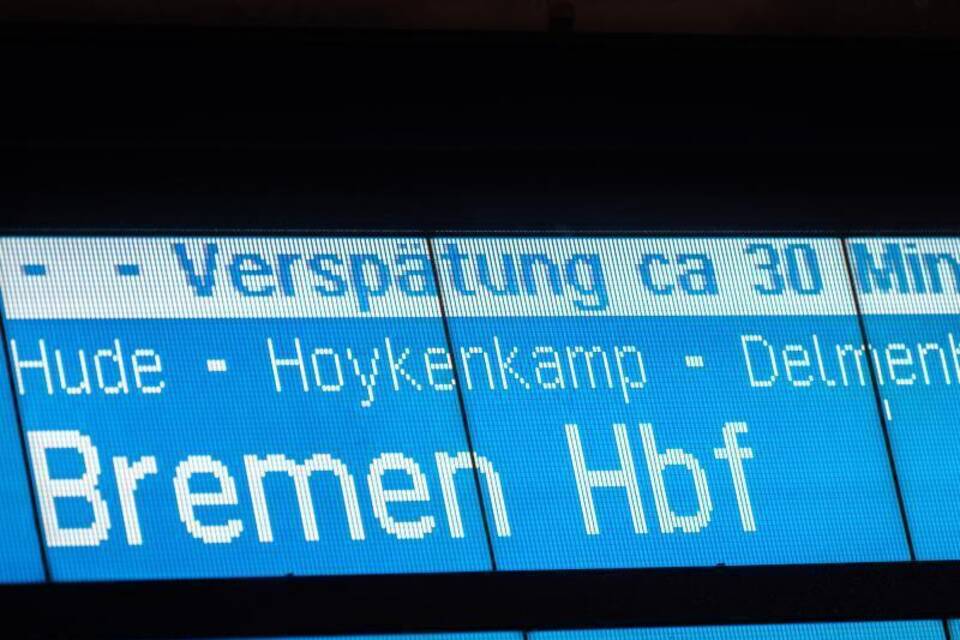 - - Verspätung ca 30 Min
Hude - Hoykenkamp - Delmenh
Bremen Hbf